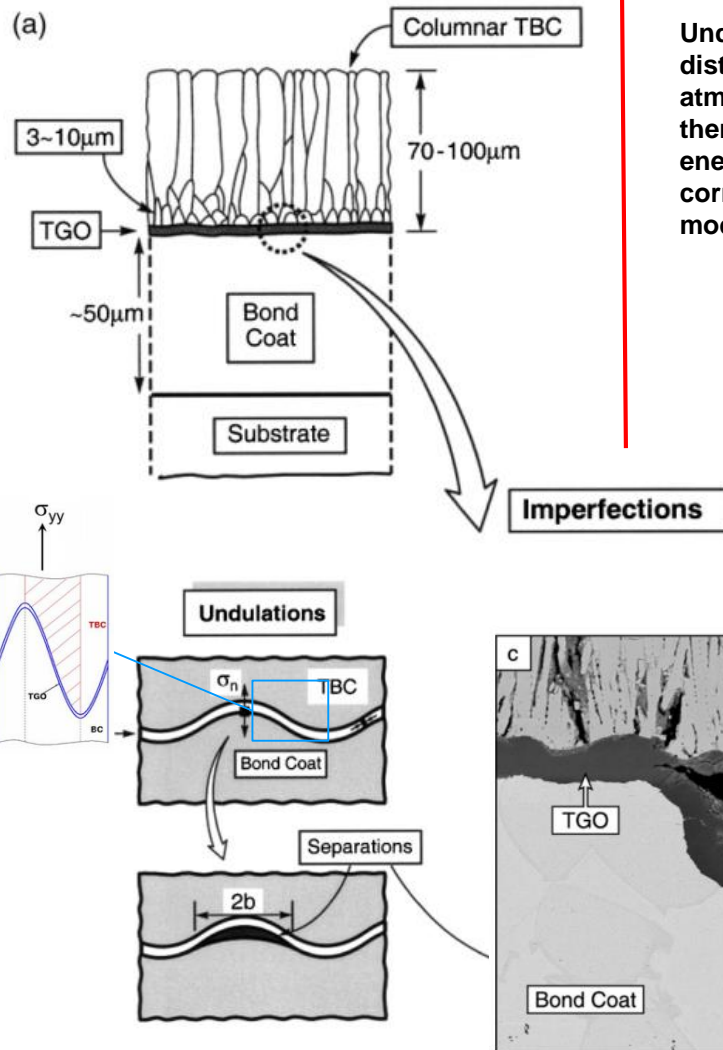 (a)
Columnar TBC
3~10μm
70-100μm
TGO
~50μm
Bond
Coat
Substrate
Imperfections
σyy
TBC
TGO
BC
Undulations
σn
TBC
Bond Coat
Separations
2b
c
TGO
Bond Coat